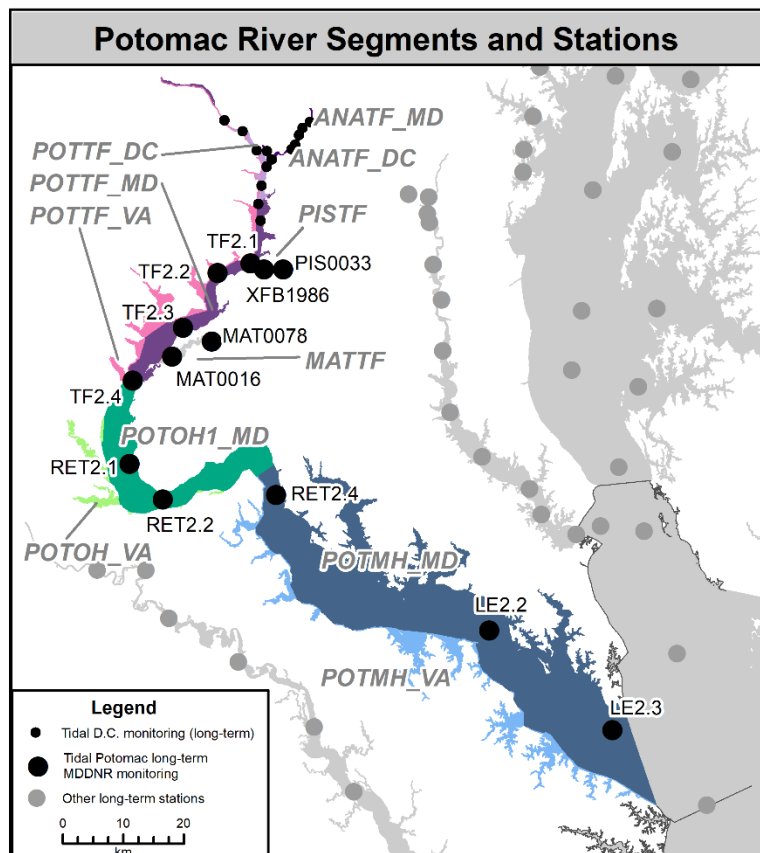 Potomac River Segments and Stations
ANATF_MD
POTTF_DC
ANATF_DC
POTTF_MD
POTTF_VA
PISTF
TF2.1
TF2.2
PIS0033
XFB1986
TF2.3
MAT0078
MATTF
MAT0016
TF2.4
POTOH1_MD
RET2.1
RET2.4
RET2.2
POTOH_VA
POTMH_MD
LE2.2
POTMH_VA
LE2.3
Legend
Tidal D.C. monitoring (long-term)
Tidal Potomac long-term
MDDNR monitoring
Other long-term stations
0 10 20
km